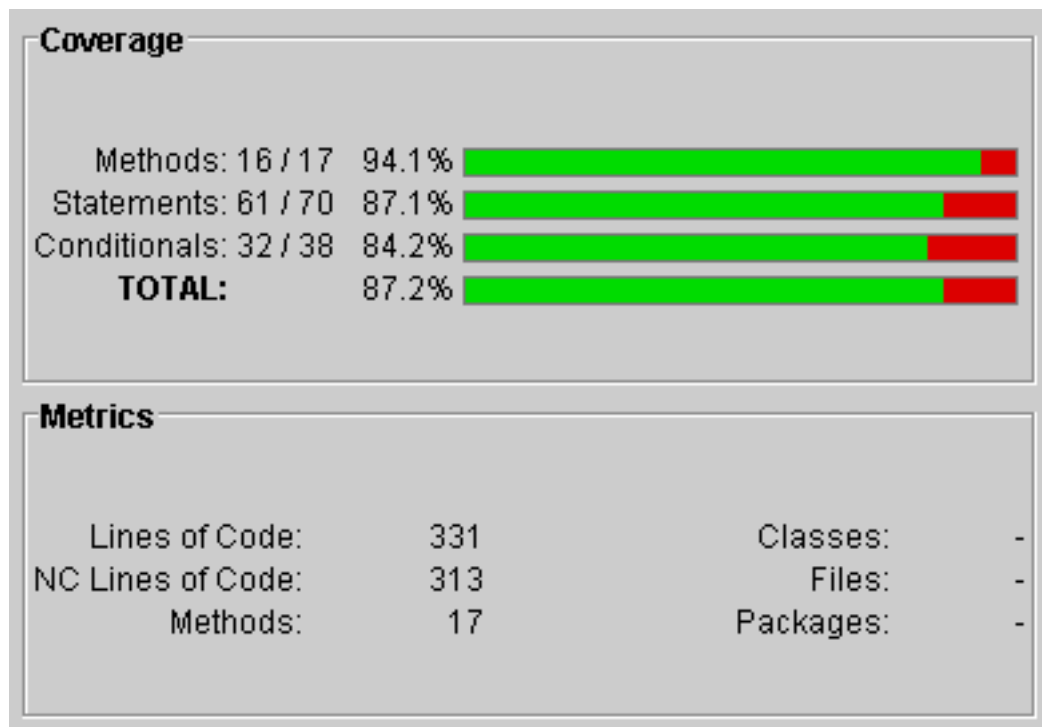 Coverage
Methods: 16 / 17 94.1%
Statements: 61 / 70 87.1%
Conditionals: 32 / 38 84.2%
TOTAL: 87.2%
Metrics
Lines of Code: 331 Classes: -
NC Lines of Code: 313 Files: -
Methods: 17 Packages: -